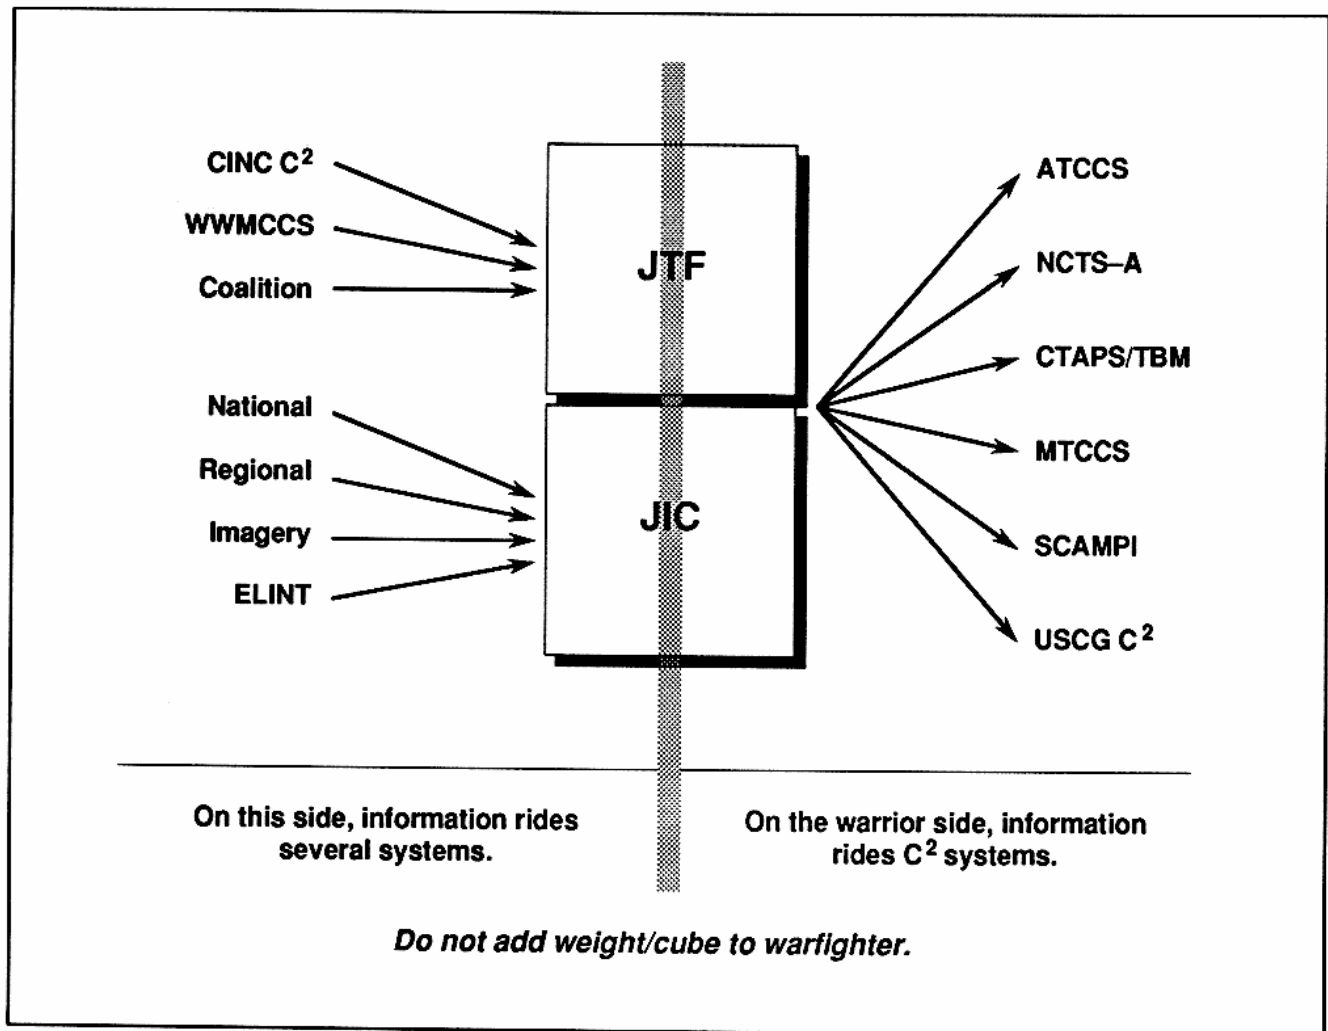 CINC C²
WWMCCS
Coalition
National
Regional
Imagery
ELINT
JTF
JIC
ATCCS
NCTS–A
CTAPS/TBM
MTCCS
SCAMPI
USCG C²
On this side, information rides
several systems.
On the warrior side, information
rides C² systems.
Do not add weight/cube to warfighter.